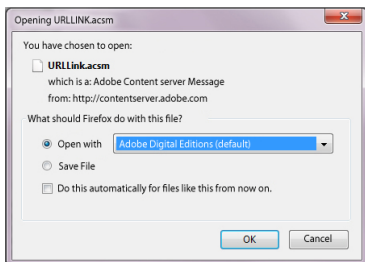 Opening URLLINK.acsm
You have chosen to open:
URLLink.acsm
which is a: Adobe Content server Message
from: http://contentserver.adobe.com
What should Firefox do with this file?
Open with Adobe Digital Editions (default)
Save File
Do this automatically for files like this from now on.
OK Cancel